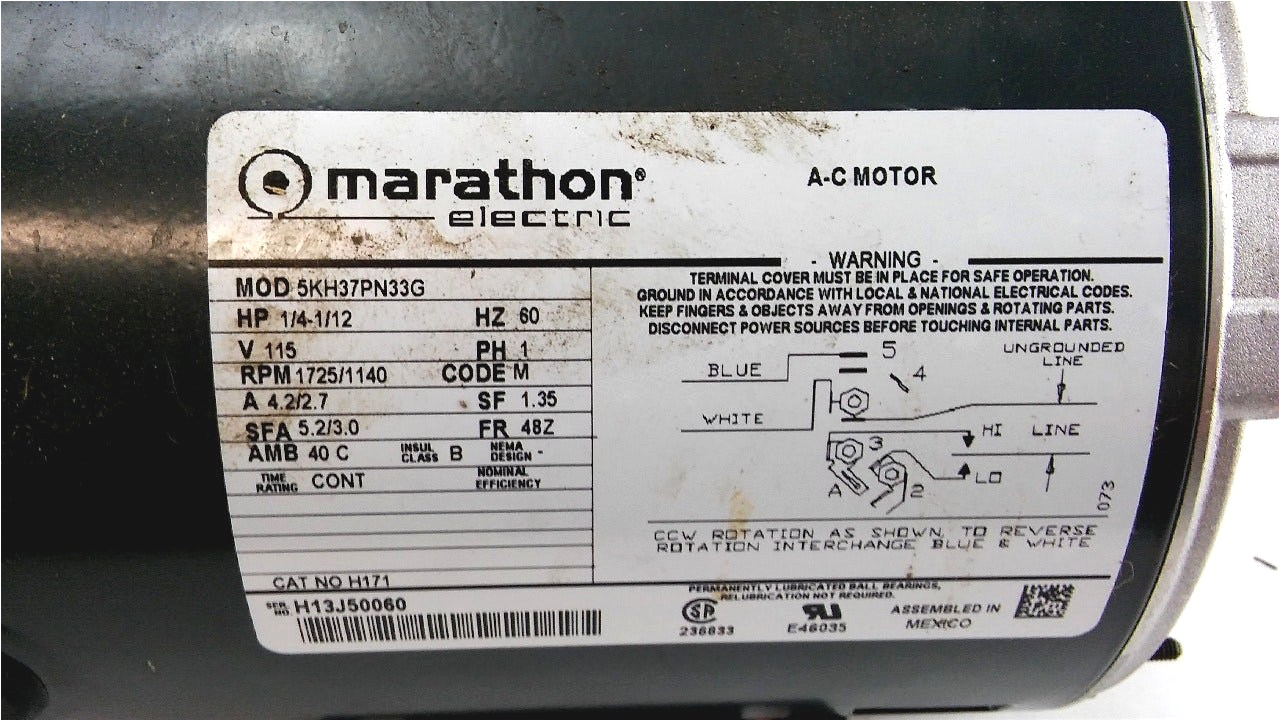 marathon®
electric
A-C MOTOR
MOD 5KH37PN33G
HP 1/4-1/12 HZ 60
V 115 PH 1
RPM 1725/1140 CODE M
A 4.2/2.7 SF 1.35
SFA 5.2/3.0 FR 48Z
AMB 40 C INSUL CLASS B NEMA DESIGN -
TIME RATING CONT NOMINAL EFFICIENCY
CAT NO H171
SER. NO. H13J50060
- WARNING -
TERMINAL COVER MUST BE IN PLACE FOR SAFE OPERATION.
GROUND IN ACCORDANCE WITH LOCAL & NATIONAL ELECTRICAL CODES.
KEEP FINGERS & OBJECTS AWAY FROM OPENINGS & ROTATING PARTS.
DISCONNECT POWER SOURCES BEFORE TOUCHING INTERNAL PARTS.
BLUE 5 UNGROUNDED
LINE
4
WHITE
HI LINE
3
LO
A 2
073
CCW ROTATION AS SHOWN, TO REVERSE
ROTATION INTERCHANGE BLUE & WHITE
PERMANENTLY LUBRICATED BALL BEARINGS,
RELUBRICATION NOT REQUIRED.
236633 E46035 ASSEMBLED IN
MEXICO